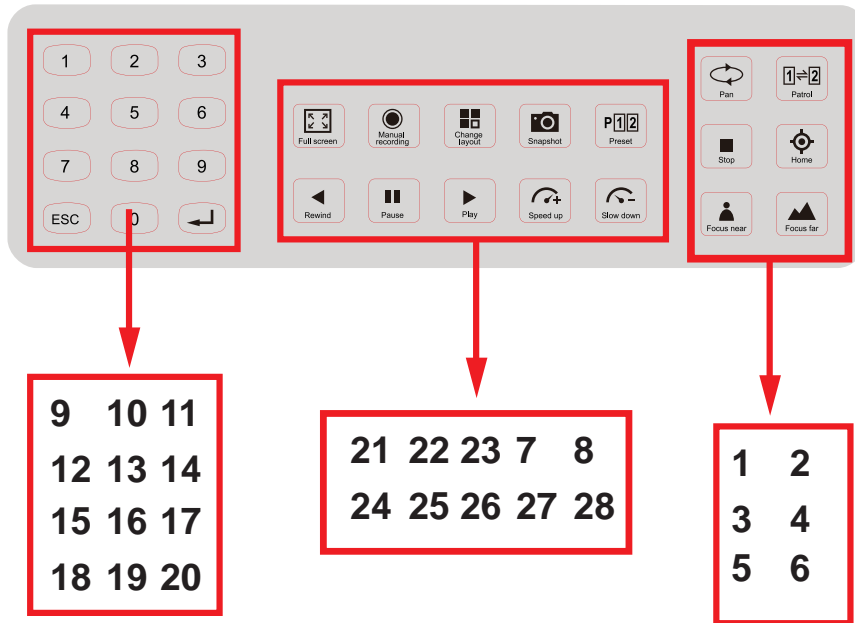 1 2 3
4 5 6
7 8 9
ESC 0
Full screen
Manual recording
Change layout
Snapshot
P12
Preset
Rewind
Pause
Play
Speed up
Slow down
Pan
1⇌2
Patrol
Stop
Home
Focus near
Focus far
9 10 11
12 13 14
15 16 17
18 19 20
21 22 23 7 8
24 25 26 27 28
1 2
3 4
5 6